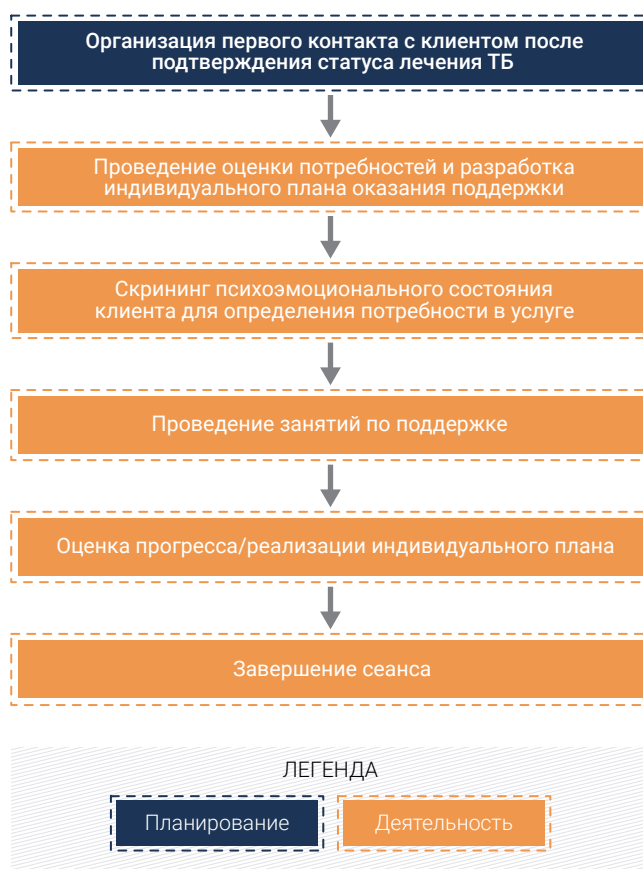 Организация первого контакта с клиентом после
подтверждения статуса лечения ТБ
Проведение оценки потребностей и разработка
индивидуального плана оказания поддержки
Скрининг психоэмоционального состояния
клиента для определения потребности в услуге
Проведение занятий по поддержке
Оценка прогресса/реализации индивидуального плана
Завершение сеанса
ЛЕГЕНДА
Планирование
Деятельность